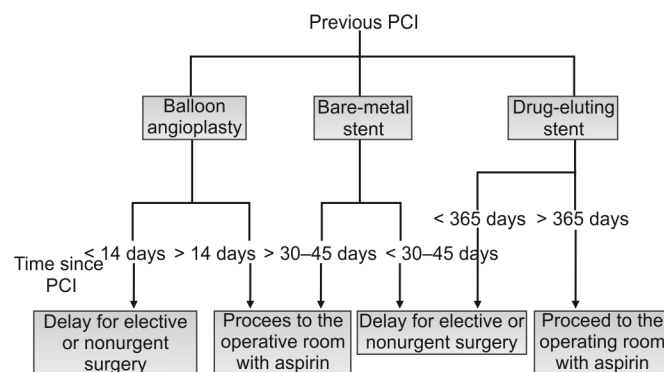 Previous PCI
Balloon
angioplasty
Bare-metal
stent
Drug-eluting
stent
< 365 days > 365 days
< 14 days > 14 days > 30–45 days < 30–45 days
Time since
PCI
Delay for elective
or nonurgent
surgery
Procees to the
operative room
with aspirin
Delay for elective or
nonurgent surgery
Proceed to the
operating room
with aspirin